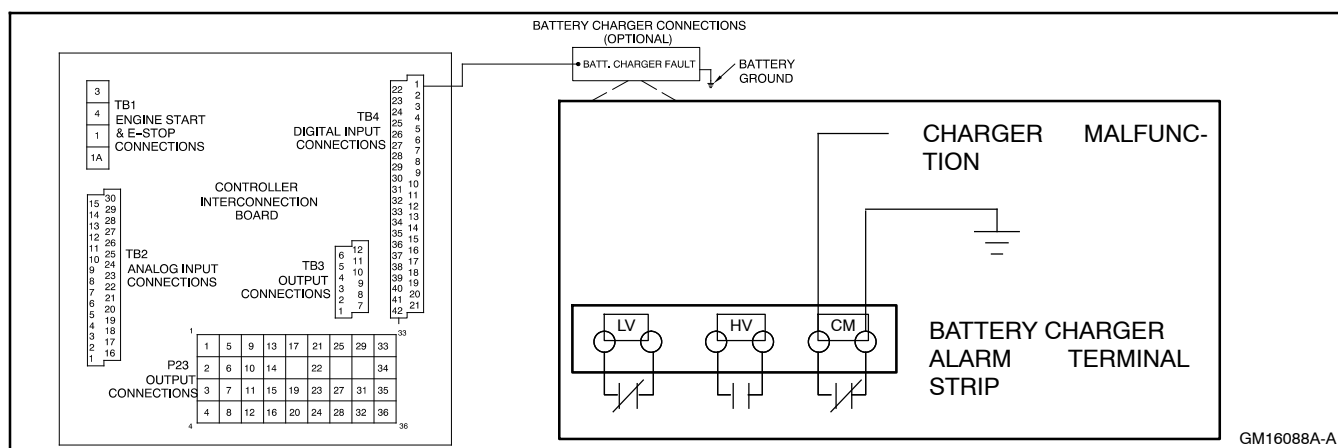 BATTERY CHARGER CONNECTIONS
(OPTIONAL)
BATT. CHARGER FAULT
BATTERY
GROUND
3
4
1
1A
TB1
ENGINE START
& E-STOP
CONNECTIONS
TB4
DIGITAL INPUT
CONNECTIONS
22 1
23 2
24 3
25 4
26 5
27 6
28 7
29 8
30 9
31 10
32 11
33 12
34 13
35 14
36 15
37 16
38 17
39 18
40 19
41 20
42 21
CONTROLLER
INTERCONNECTION
BOARD
15 30
14 29
13 28
12 27
11 26
10 25
9 24
8 23
7 22
6 21
5 20
4 19
3 18
2 17
1 16
TB2
ANALOG INPUT
CONNECTIONS
TB3
OUTPUT
CONNECTIONS
6 12
5 11
4 10
3 9
2 8
1 7
P23
OUTPUT
CONNECTIONS
1 33
1 5 9 13 17 21 25 29 33
2 6 10 14 22 34
3 7 11 15 19 23 27 31 35
4 8 12 16 20 24 28 32 36
4 36
CHARGER MALFUNC-
TION
LV HV CM
BATTERY CHARGER
ALARM TERMINAL
STRIP
GM16088A-A